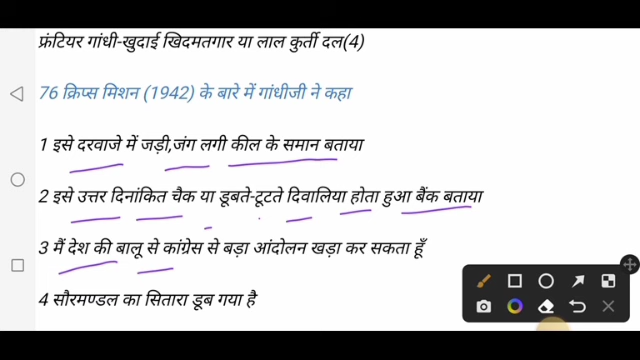 फ्रंटियर गांधी-खुदाई खिदमतगार या लाल कुर्ती दल(4)
76 क्रिप्स मिशन (1942) के बारे में गांधीजी ने कहा
1 इसे दरवाजे में जड़ी,जंग लगी कील के समान बताया
2 इसे उत्तर दिनांकित चैक या डूबते-टूटते दिवालिया होता हुआ बैंक बताया
3 मैं देश की बालू से कांग्रेस से बड़ा आंदोलन खड़ा कर सकता हूँ
4 सौरमण्डल का सितारा डूब गया है